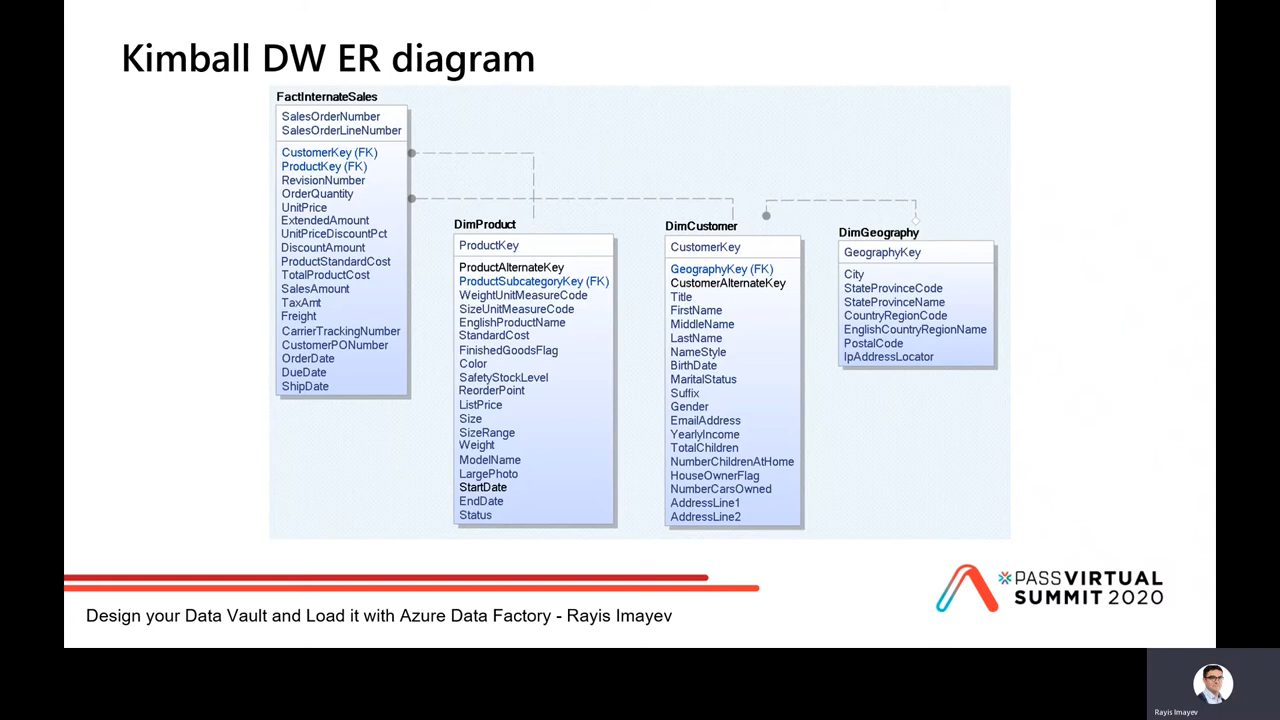 Kimball DW ER diagram
FactInternateSales
SalesOrderNumber
SalesOrderLineNumber
CustomerKey (FK)
ProductKey (FK)
RevisionNumber
OrderQuantity
UnitPrice
ExtendedAmount
UnitPriceDiscountPct
DiscountAmount
ProductStandardCost
TotalProductCost
SalesAmount
TaxAmt
Freight
CarrierTrackingNumber
CustomerPONumber
OrderDate
DueDate
ShipDate
DimProduct
ProductKey
ProductAlternateKey
ProductSubcategoryKey (FK)
WeightUnitMeasureCode
SizeUnitMeasureCode
EnglishProductName
StandardCost
FinishedGoodsFlag
Color
SafetyStockLevel
ReorderPoint
ListPrice
Size
SizeRange
Weight
ModelName
LargePhoto
StartDate
EndDate
Status
DimCustomer
CustomerKey
GeographyKey (FK)
CustomerAlternateKey
Title
FirstName
MiddleName
LastName
NameStyle
BirthDate
MaritalStatus
Suffix
Gender
EmailAddress
YearlyIncome
TotalChildren
NumberChildrenAtHome
HouseOwnerFlag
NumberCarsOwned
AddressLine1
AddressLine2
DimGeography
GeographyKey
City
StateProvinceCode
StateProvinceName
CountryRegionCode
EnglishCountryRegionName
PostalCode
IpAddressLocator
Design your Data Vault and Load it with Azure Data Factory - Rayis Imayev
PASS VIRTUAL
SUMMIT 2020
Rayis Imayev